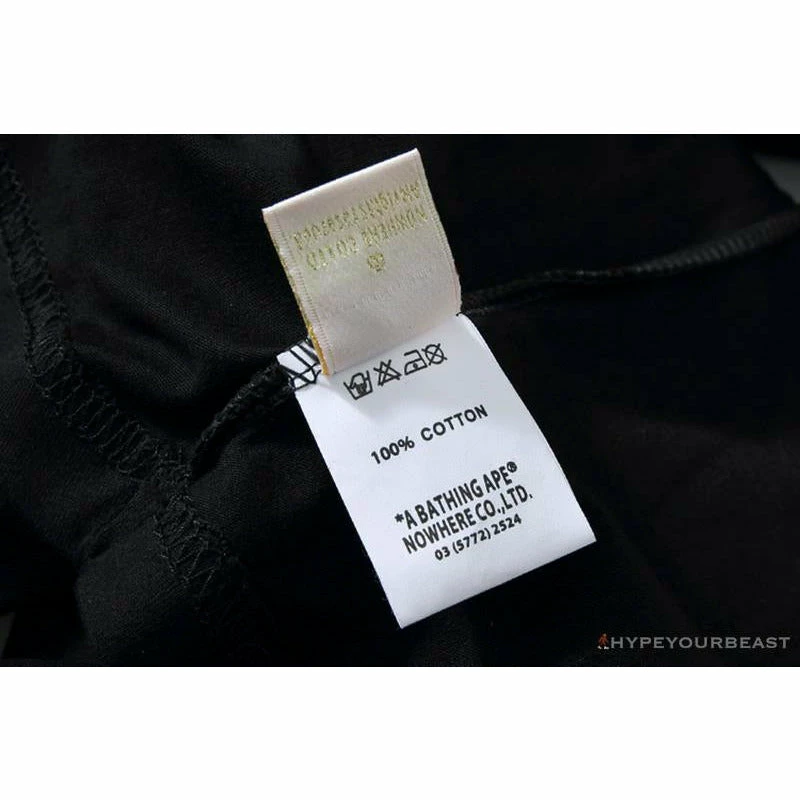 100% COTTON
*A BATHING APE®
NOWHERE CO.,LTD.
03 (5772) 2524
HYPEYOURBEAST